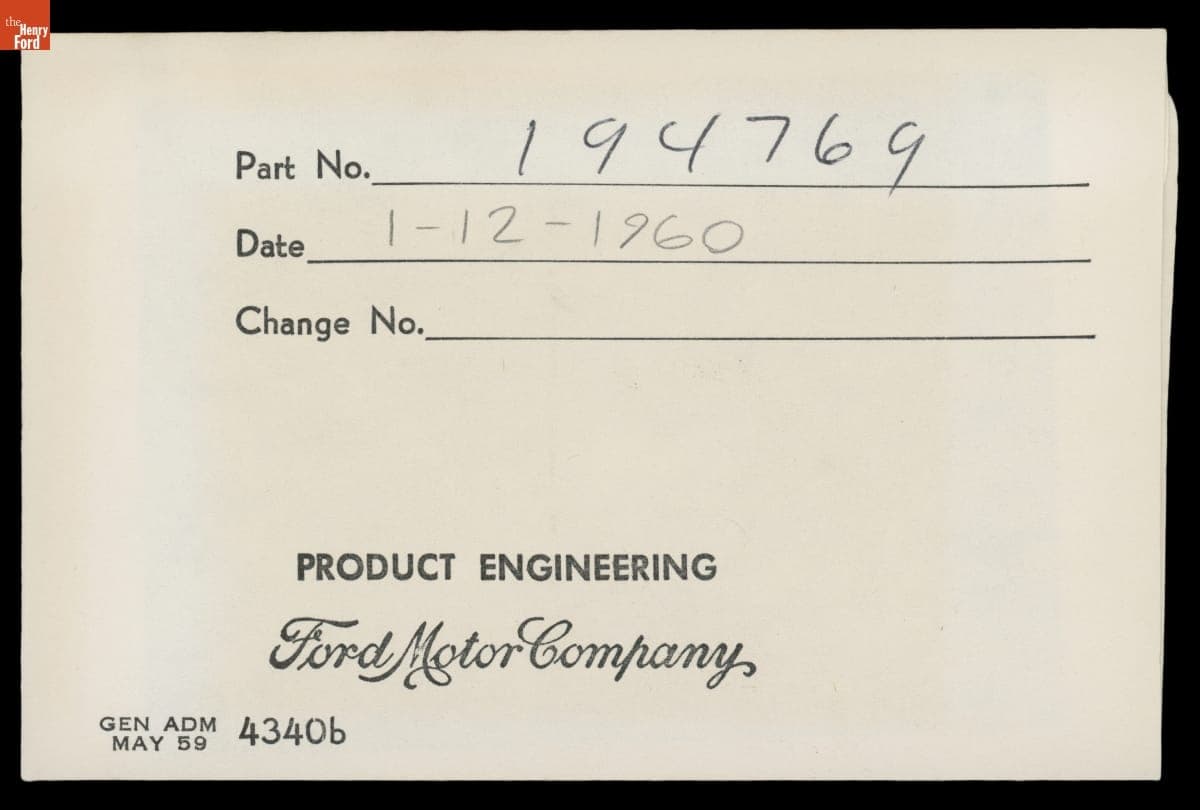 the
Henry
Ford
Part No. 194769
Date 1-12-1960
Change No.
PRODUCT ENGINEERING
Ford Motor Company
GEN ADM 4340b
MAY 59